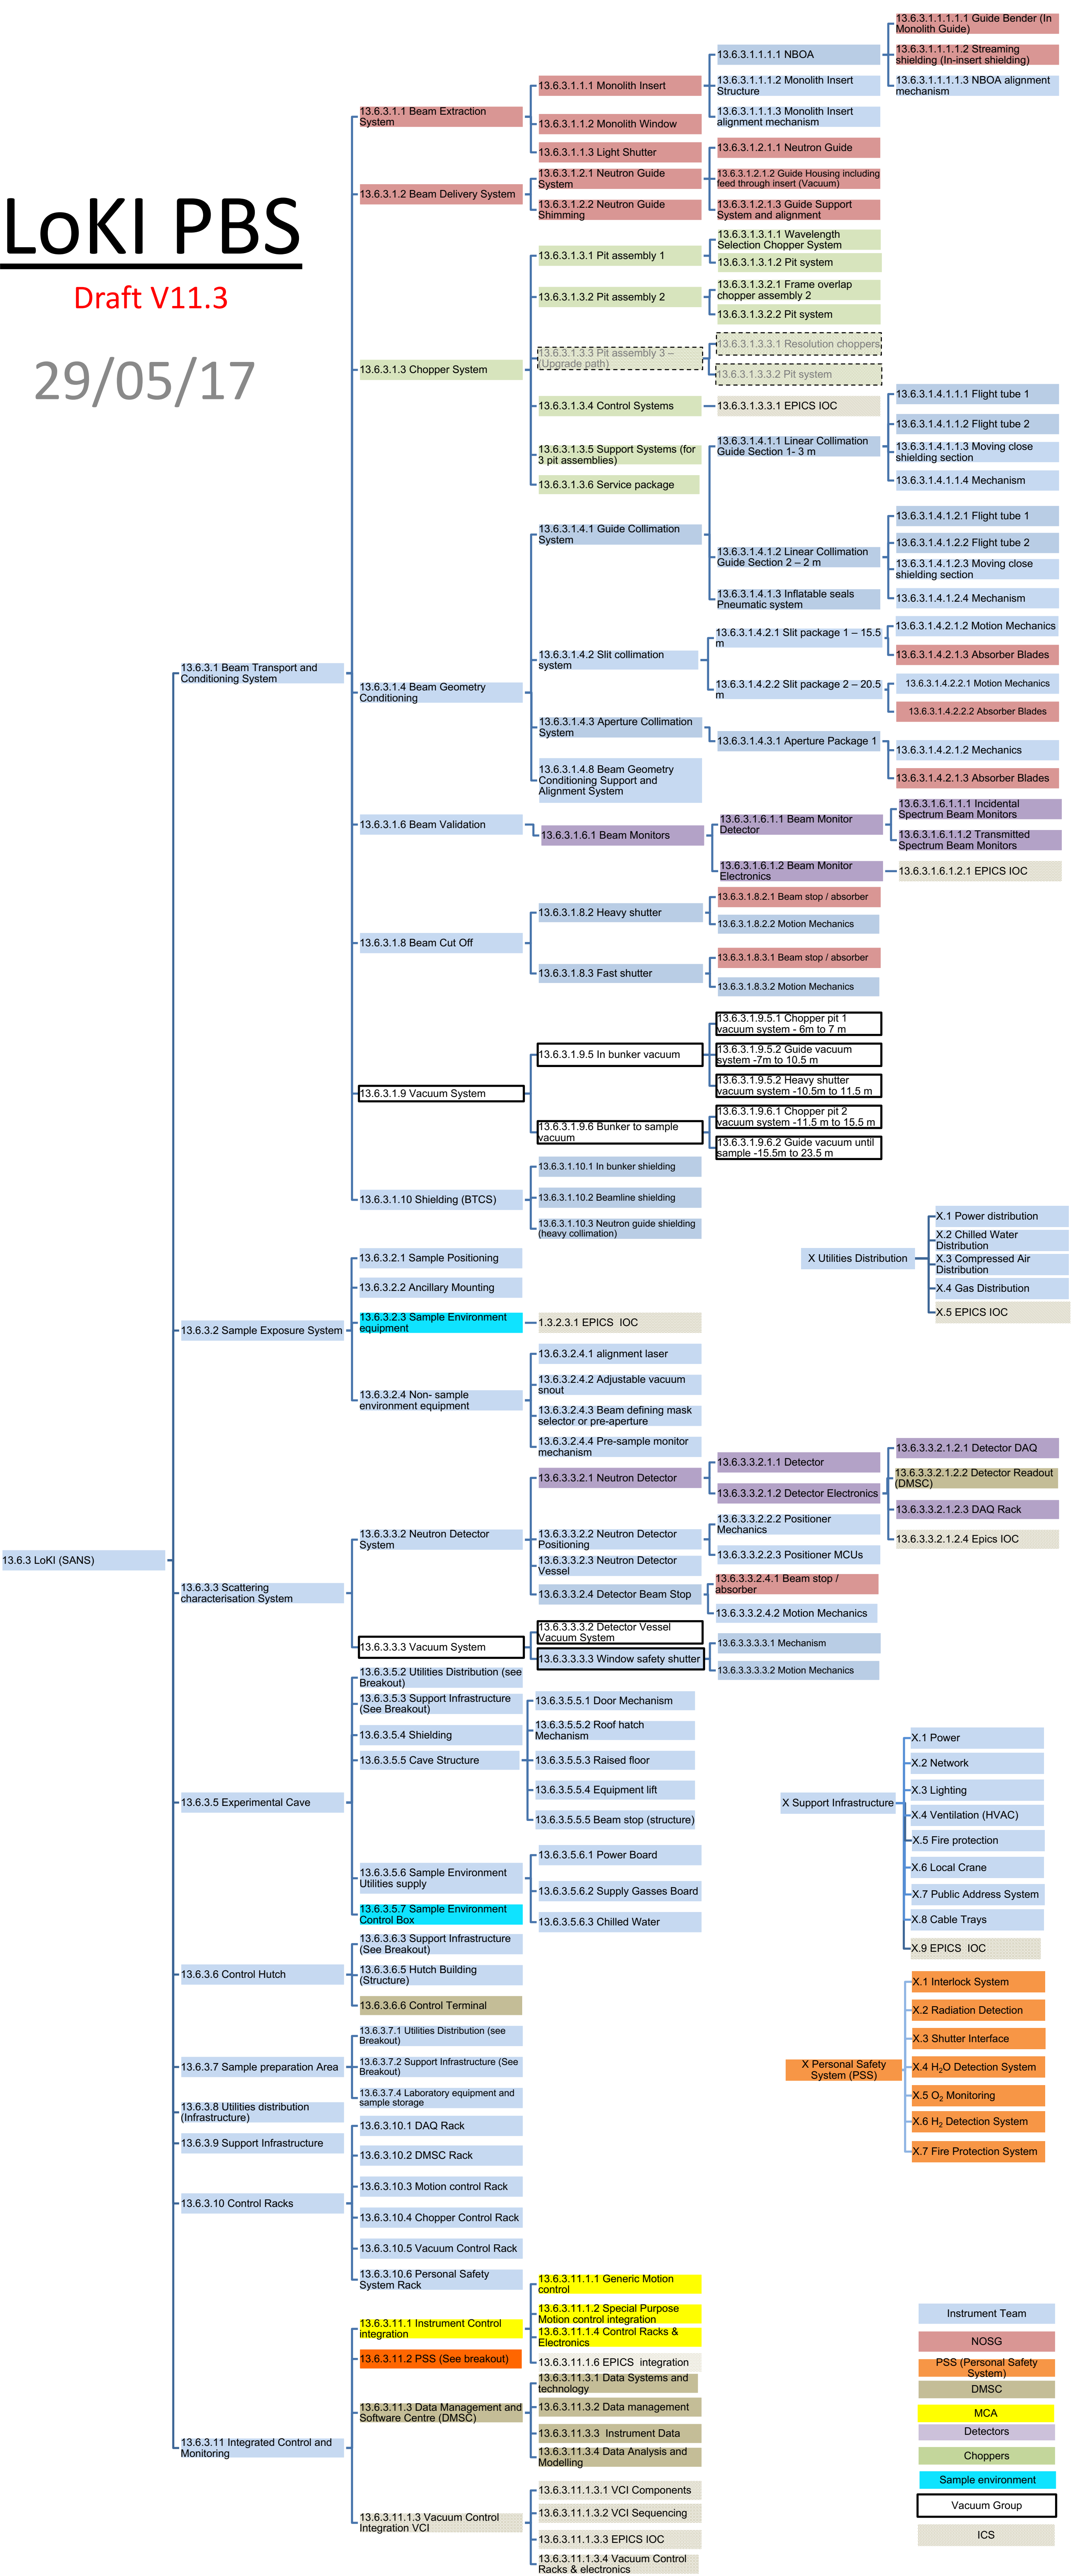 LoKI PBS
Draft V11.3
29/05/17
13.6.3 LoKI (SANS)
13.6.3.1 Beam Transport and
Conditioning System
13.6.3.1.1 Beam Extraction
System
13.6.3.1.1.1 Monolith Insert
13.6.3.1.1.1.1 NBOA
13.6.3.1.1.1.1.1 Guide Bender (In
Monolith Guide)
13.6.3.1.1.1.1.2 Streaming
shielding (In-insert shielding)
13.6.3.1.1.1.1.3 NBOA alignment
mechanism
13.6.3.1.1.1.2 Monolith Insert
Structure
13.6.3.1.1.1.3 Monolith Insert
alignment mechanism
13.6.3.1.1.2 Monolith Window
13.6.3.1.1.3 Light Shutter
13.6.3.1.2 Beam Delivery System
13.6.3.1.2.1 Neutron Guide
System
13.6.3.1.2.1.1 Neutron Guide
13.6.3.1.2.1.2 Guide Housing including
feed through insert (Vacuum)
13.6.3.1.2.1.3 Guide Support
System and alignment
13.6.3.1.2.2 Neutron Guide
Shimming
13.6.3.1.3 Chopper System
13.6.3.1.3.1 Pit assembly 1
13.6.3.1.3.1.1 Wavelength
Selection Chopper System
13.6.3.1.3.1.2 Pit system
13.6.3.1.3.2 Pit assembly 2
13.6.3.1.3.2.1 Frame overlap
chopper assembly 2
13.6.3.1.3.2.2 Pit system
13.6.3.1.3.3 Pit assembly 3 –
(Upgrade path)
13.6.3.1.3.3.1 Resolution choppers
13.6.3.1.3.3.2 Pit system
13.6.3.1.3.4 Control Systems
13.6.3.1.3.3.1 EPICS IOC
13.6.3.1.3.5 Support Systems (for
3 pit assemblies)
13.6.3.1.3.6 Service package
13.6.3.1.4 Beam Geometry
Conditioning
13.6.3.1.4.1 Guide Collimation
System
13.6.3.1.4.1.1 Linear Collimation
Guide Section 1- 3 m
13.6.3.1.4.1.1.1 Flight tube 1
13.6.3.1.4.1.1.2 Flight tube 2
13.6.3.1.4.1.1.3 Moving close
shielding section
13.6.3.1.4.1.1.4 Mechanism
13.6.3.1.4.1.2 Linear Collimation
Guide Section 2 – 2 m
13.6.3.1.4.1.2.1 Flight tube 1
13.6.3.1.4.1.2.2 Flight tube 2
13.6.3.1.4.1.2.3 Moving close
shielding section
13.6.3.1.4.1.2.4 Mechanism
13.6.3.1.4.1.3 Inflatable seals
Pneumatic system
13.6.3.1.4.2 Slit collimation
system
13.6.3.1.4.2.1 Slit package 1 – 15.5
m
13.6.3.1.4.2.1.2 Motion Mechanics
13.6.3.1.4.2.1.3 Absorber Blades
13.6.3.1.4.2.2 Slit package 2 – 20.5
m
13.6.3.1.4.2.2.1 Motion Mechanics
13.6.3.1.4.2.2.2 Absorber Blades
13.6.3.1.4.3 Aperture Collimation
System
13.6.3.1.4.3.1 Aperture Package 1
13.6.3.1.4.2.1.2 Mechanics
13.6.3.1.4.2.1.3 Absorber Blades
13.6.3.1.4.8 Beam Geometry
Conditioning Support and
Alignment System
13.6.3.1.6 Beam Validation
13.6.3.1.6.1 Beam Monitors
13.6.3.1.6.1.1 Beam Monitor
Detector
13.6.3.1.6.1.1.1 Incidental
Spectrum Beam Monitors
13.6.3.1.6.1.1.2 Transmitted
Spectrum Beam Monitors
13.6.3.1.6.1.2 Beam Monitor
Electronics
13.6.3.1.6.1.2.1 EPICS IOC
13.6.3.1.8 Beam Cut Off
13.6.3.1.8.2 Heavy shutter
13.6.3.1.8.2.1 Beam stop / absorber
13.6.3.1.8.2.2 Motion Mechanics
13.6.3.1.8.3 Fast shutter
13.6.3.1.8.3.1 Beam stop / absorber
13.6.3.1.8.3.2 Motion Mechanics
13.6.3.1.9 Vacuum System
13.6.3.1.9.5 In bunker vacuum
13.6.3.1.9.5.1 Chopper pit 1
vacuum system - 6m to 7 m
13.6.3.1.9.5.2 Guide vacuum
system -7m to 10.5 m
13.6.3.1.9.5.2 Heavy shutter
vacuum system -10.5m to 11.5 m
13.6.3.1.9.6 Bunker to sample
vacuum
13.6.3.1.9.6.1 Chopper pit 2
vacuum system -11.5 m to 15.5 m
13.6.3.1.9.6.2 Guide vacuum until
sample -15.5m to 23.5 m
13.6.3.1.10 Shielding (BTCS)
13.6.3.1.10.1 In bunker shielding
13.6.3.1.10.2 Beamline shielding
13.6.3.1.10.3 Neutron guide shielding
(heavy collimation)
13.6.3.2 Sample Exposure System
13.6.3.2.1 Sample Positioning
13.6.3.2.2 Ancillary Mounting
13.6.3.2.3 Sample Environment
equipment
1.3.2.3.1 EPICS IOC
13.6.3.2.4 Non- sample
environment equipment
13.6.3.2.4.1 alignment laser
13.6.3.2.4.2 Adjustable vacuum
snout
13.6.3.2.4.3 Beam defining mask
selector or pre-aperture
13.6.3.2.4.4 Pre-sample monitor
mechanism
X Utilities Distribution
X.1 Power distribution
X.2 Chilled Water
Distribution
X.3 Compressed Air
Distribution
X.4 Gas Distribution
X.5 EPICS IOC
13.6.3.3 Scattering
characterisation System
13.6.3.3.2 Neutron Detector
System
13.6.3.3.2.1 Neutron Detector
13.6.3.3.2.1.1 Detector
13.6.3.3.2.1.2 Detector Electronics
13.6.3.3.2.1.2.1 Detector DAQ
13.6.3.3.2.1.2.2 Detector Readout
(DMSC)
13.6.3.3.2.1.2.3 DAQ Rack
13.6.3.3.2.1.2.4 Epics IOC
13.6.3.3.2.2 Neutron Detector
Positioning
13.6.3.3.2.2.2 Positioner
Mechanics
13.6.3.3.2.2.3 Positioner MCUs
13.6.3.3.2.3 Neutron Detector
Vessel
13.6.3.3.2.4 Detector Beam Stop
13.6.3.3.2.4.1 Beam stop /
absorber
13.6.3.3.2.4.2 Motion Mechanics
13.6.3.3.3 Vacuum System
13.6.3.3.3.2 Detector Vessel
Vacuum System
13.6.3.3.3.3 Window safety shutter
13.6.3.3.3.3.1 Mechanism
13.6.3.3.3.3.2 Motion Mechanics
13.6.3.5 Experimental Cave
13.6.3.5.2 Utilities Distribution (see
Breakout)
13.6.3.5.3 Support Infrastructure
(See Breakout)
13.6.3.5.4 Shielding
13.6.3.5.5 Cave Structure
13.6.3.5.5.1 Door Mechanism
13.6.3.5.5.2 Roof hatch
Mechanism
13.6.3.5.5.3 Raised floor
13.6.3.5.5.4 Equipment lift
13.6.3.5.5.5 Beam stop (structure)
13.6.3.5.6 Sample Environment
Utilities supply
13.6.3.5.6.1 Power Board
13.6.3.5.6.2 Supply Gasses Board
13.6.3.5.6.3 Chilled Water
13.6.3.5.7 Sample Environment
Control Box
X Support Infrastructure
X.1 Power
X.2 Network
X.3 Lighting
X.4 Ventilation (HVAC)
X.5 Fire protection
X.6 Local Crane
X.7 Public Address System
X.8 Cable Trays
X.9 EPICS IOC
13.6.3.6 Control Hutch
13.6.3.6.3 Support Infrastructure
(See Breakout)
13.6.3.6.5 Hutch Building
(Structure)
13.6.3.6.6 Control Terminal
13.6.3.7 Sample preparation Area
13.6.3.7.1 Utilities Distribution (see
Breakout)
13.6.3.7.2 Support Infrastructure (See
Breakout)
13.6.3.7.4 Laboratory equipment and
sample storage
X Personal Safety
System (PSS)
X.1 Interlock System
X.2 Radiation Detection
X.3 Shutter Interface
X.4 H2O Detection System
X.5 O2 Monitoring
X.6 H2 Detection System
X.7 Fire Protection System
13.6.3.8 Utilities distribution
(Infrastructure)
13.6.3.9 Support Infrastructure
13.6.3.10 Control Racks
13.6.3.10.1 DAQ Rack
13.6.3.10.2 DMSC Rack
13.6.3.10.3 Motion control Rack
13.6.3.10.4 Chopper Control Rack
13.6.3.10.5 Vacuum Control Rack
13.6.3.10.6 Personal Safety
System Rack
13.6.3.11 Integrated Control and
Monitoring
13.6.3.11.1 Instrument Control
integration
13.6.3.11.1.1 Generic Motion
control
13.6.3.11.1.2 Special Purpose
Motion control integration
13.6.3.11.1.4 Control Racks &
Electronics
13.6.3.11.1.6 EPICS integration
13.6.3.11.2 PSS (See breakout)
13.6.3.11.3 Data Management and
Software Centre (DMSC)
13.6.3.11.3.1 Data Systems and
technology
13.6.3.11.3.2 Data management
13.6.3.11.3.3 Instrument Data
13.6.3.11.3.4 Data Analysis and
Modelling
13.6.3.11.1.3 Vacuum Control
Integration VCI
13.6.3.11.1.3.1 VCI Components
13.6.3.11.1.3.2 VCI Sequencing
13.6.3.11.1.3.3 EPICS IOC
13.6.3.11.1.3.4 Vacuum Control
Racks & electronics
Instrument Team
NOSG
PSS (Personal Safety
System)
DMSC
MCA
Detectors
Choppers
Sample environment
Vacuum Group
ICS